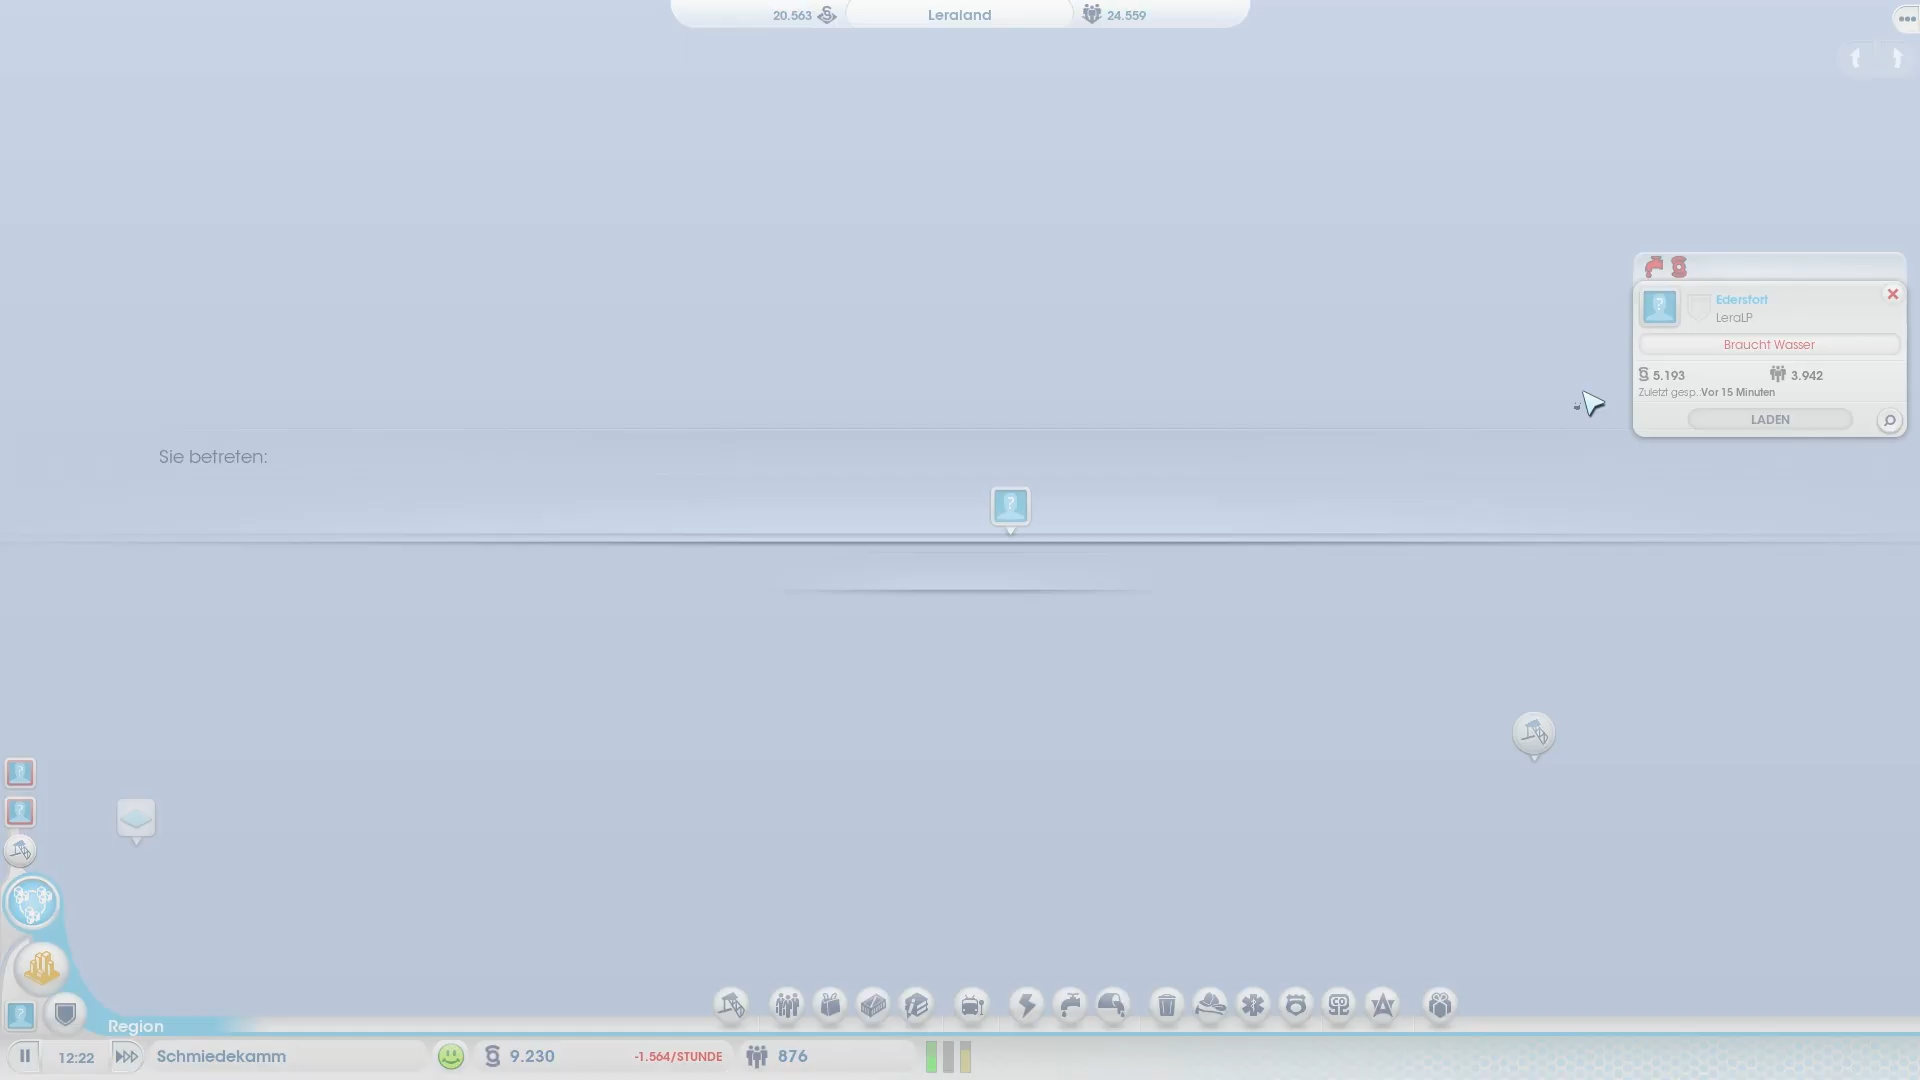 20.563
Leraland
24.559
Ederstort
LeraLP
Braucht Wasser
5.193
3.942
Zuletzt gesp. Vor 15 Minuten
LADEN
Sie betreten:
Region
12:22
Schmiedekamm
9.230
-1.564/STUNDE
876